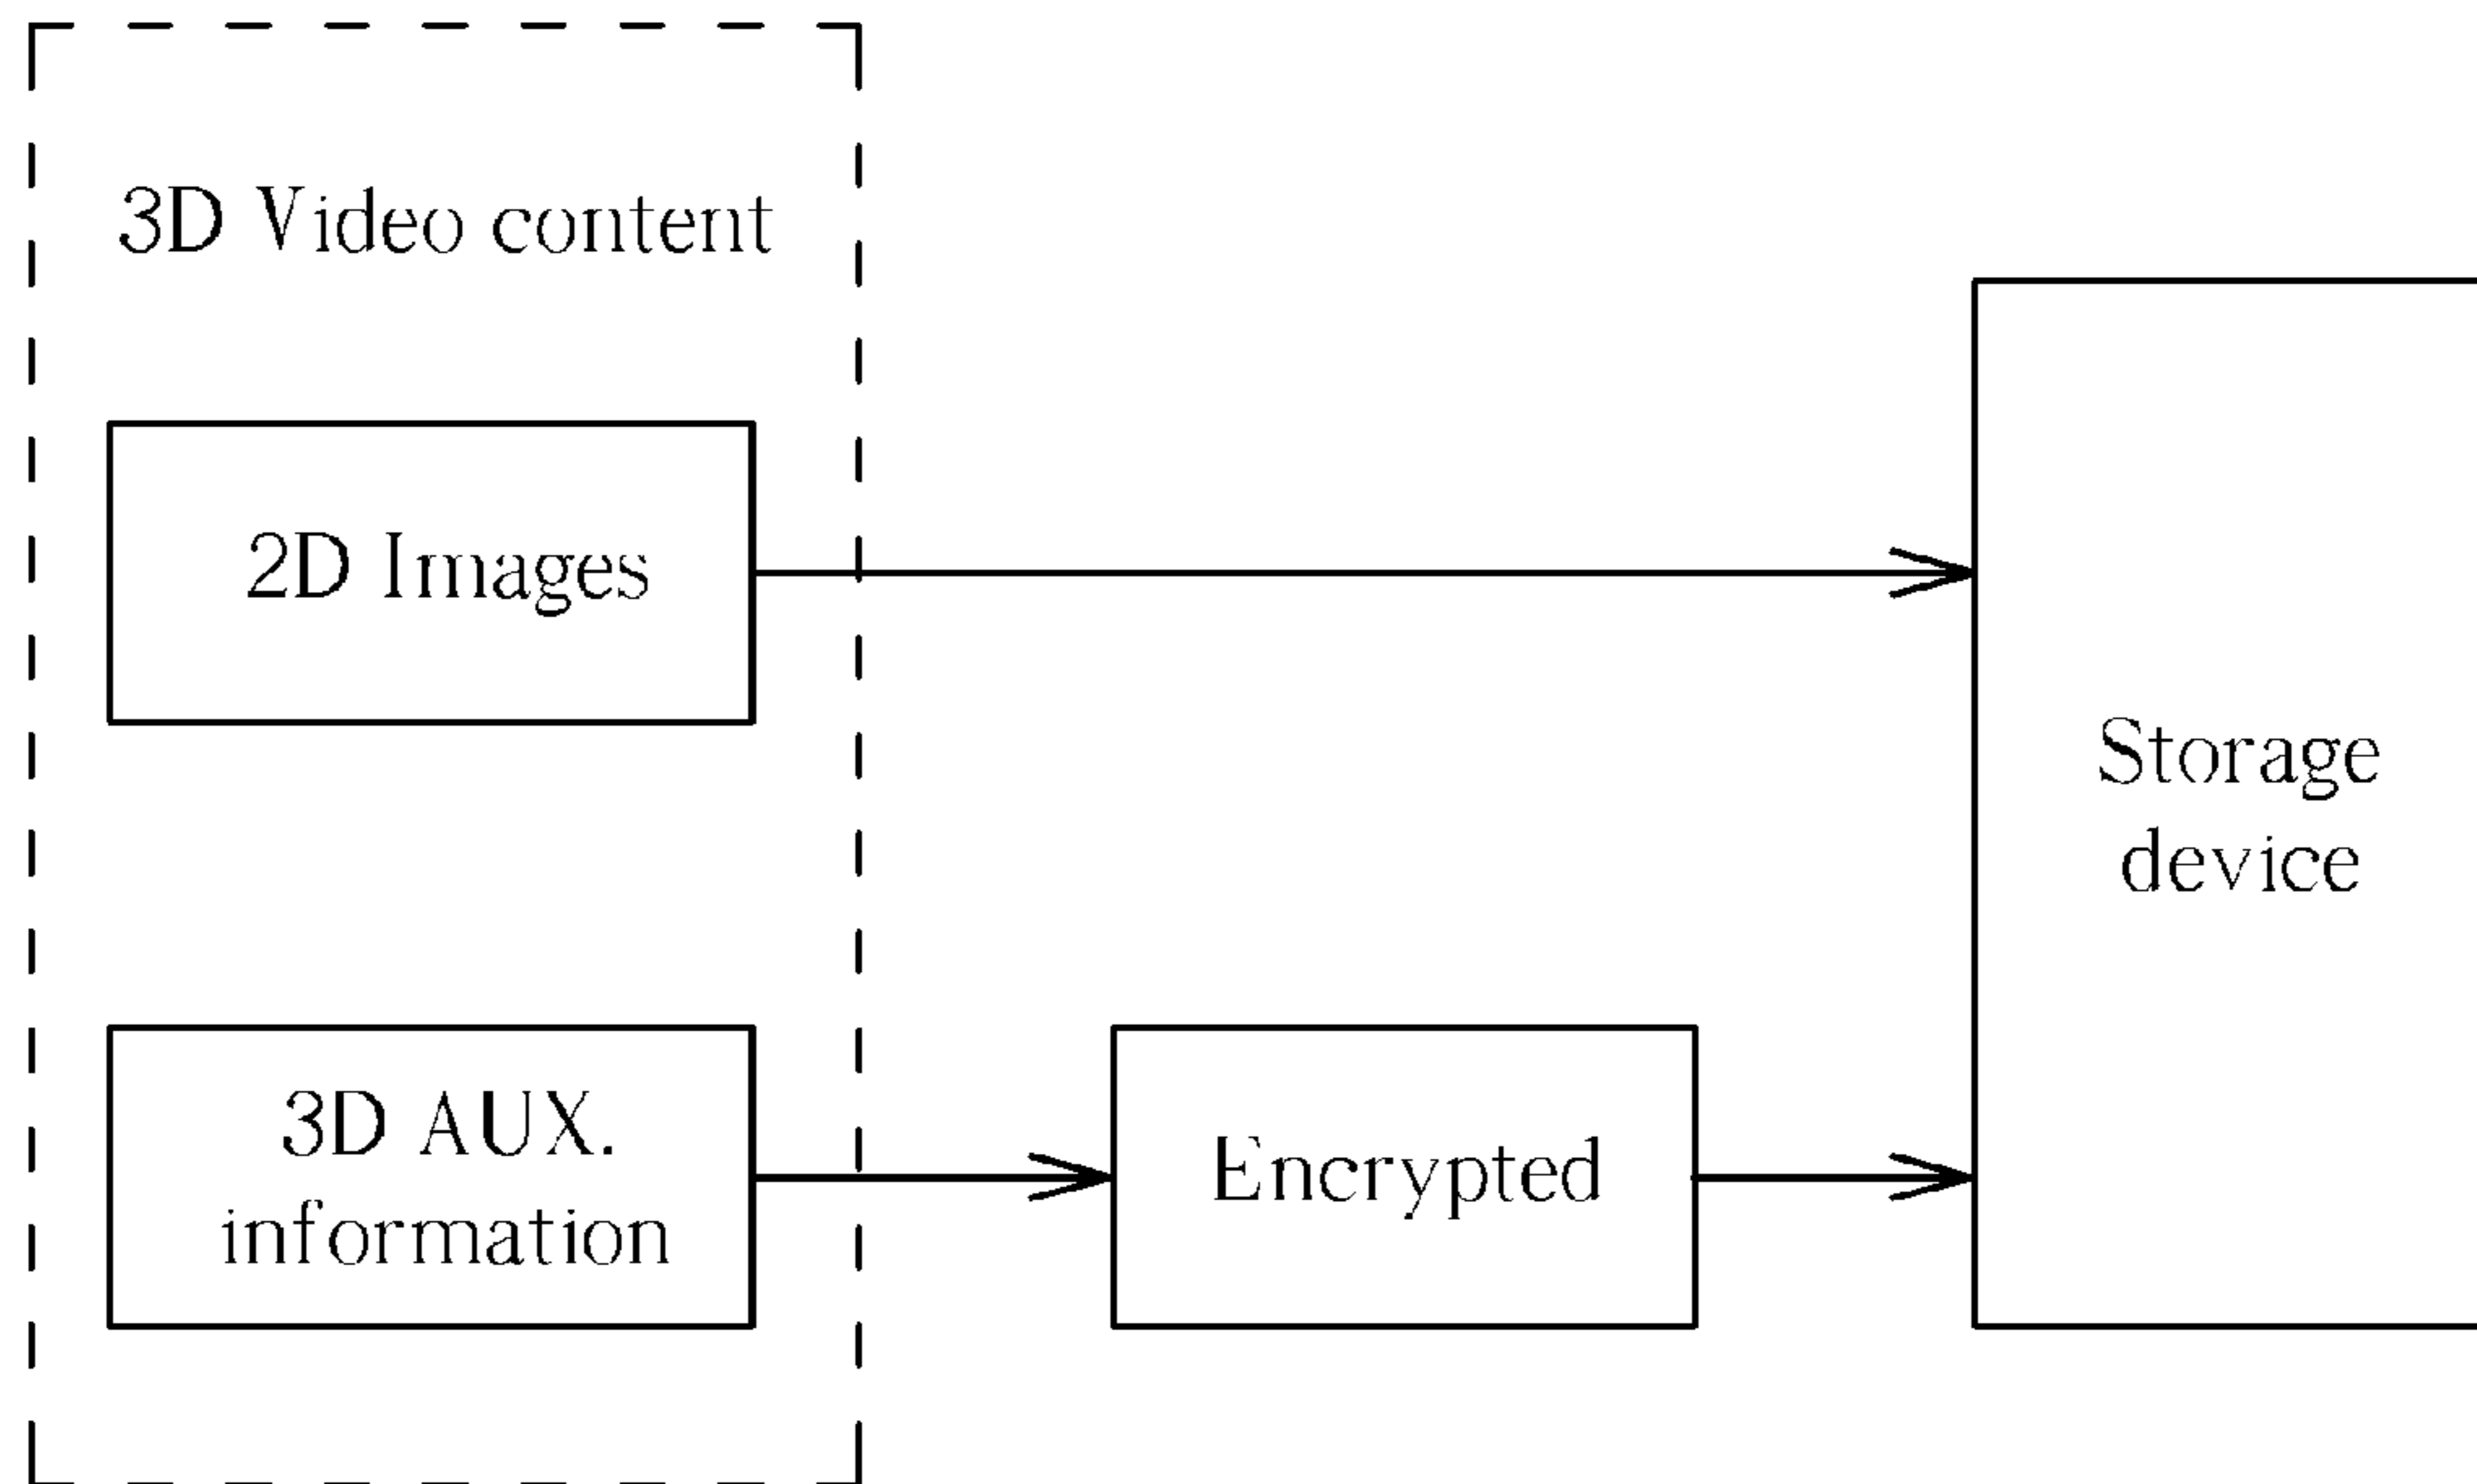 3D Video content
2D Images
3D AUX.
information
Encrypted
Storage
device